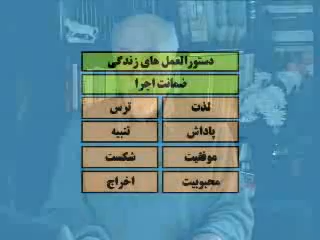 دستورالعمل های زندگی
ضمانت اجرا
لذت ترس
پاداش تنبیه
موفقیت شکست
محبوبیت اخراج